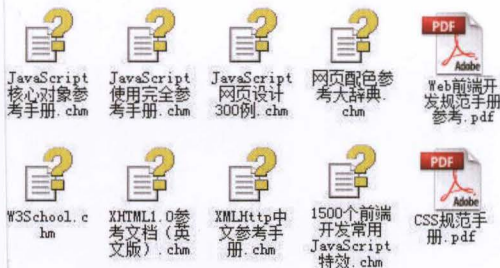 JavaScript
核心对象参
考手册.chm
JavaScript
使用完全参
考手册.chm
JavaScript
网页设计
300例.chm
网页配色参
考大辞典.
chm
PDF
Adobe
Web前端开
发规范手册
参考.pdf
W3School.c
hm
XHTML1.0参
考文档（英
文版）.chm
XMLHttp中
文参考手
册.chm
1500个前端
开发常用
JavaScript
特效.chm
PDF
Adobe
CSS规范手
册.pdf